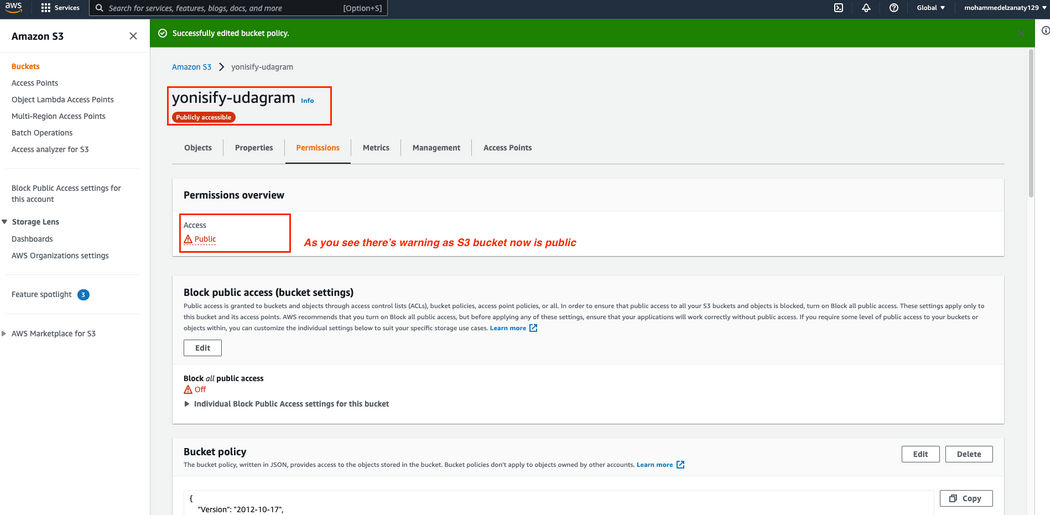 aws
Services
Search for services, features, blogs, docs, and more
[Option+S]
Global
mohammedelzanaty129
Amazon S3
Buckets
Access Points
Object Lambda Access Points
Multi-Region Access Points
Batch Operations
Access analyzer for S3
Block Public Access settings for
this account
Storage Lens
Dashboards
AWS Organizations settings
Feature spotlight 3
AWS Marketplace for S3
Successfully edited bucket policy.
Amazon S3 > yonisify-udagram
yonisify-udagram Info
Publicly accessible
Objects
Properties
Permissions
Metrics
Management
Access Points
Permissions overview
Access
Public
As you see there's warning as S3 bucket now is public
Block public access (bucket settings)
Public access is granted to buckets and objects through access control lists (ACLs), bucket policies, access point policies, or all. In order to ensure that public access to all your S3 buckets and objects is blocked, turn on Block all public access. These settings apply only to
this bucket and its access points. AWS recommends that you turn on Block all public access, but before applying any of these settings, ensure that your applications will work correctly without public access. If you require some level of public access to your buckets or
objects within, you can customize the individual settings below to suit your specific storage use cases. Learn more
Edit
Block all public access
Off
Individual Block Public Access settings for this bucket
Bucket policy
The bucket policy, written in JSON, provides access to the objects stored in the bucket. Bucket policies don't apply to objects owned by other accounts. Learn more
Edit
Delete
Copy
{
"Version": "2012-10-17",